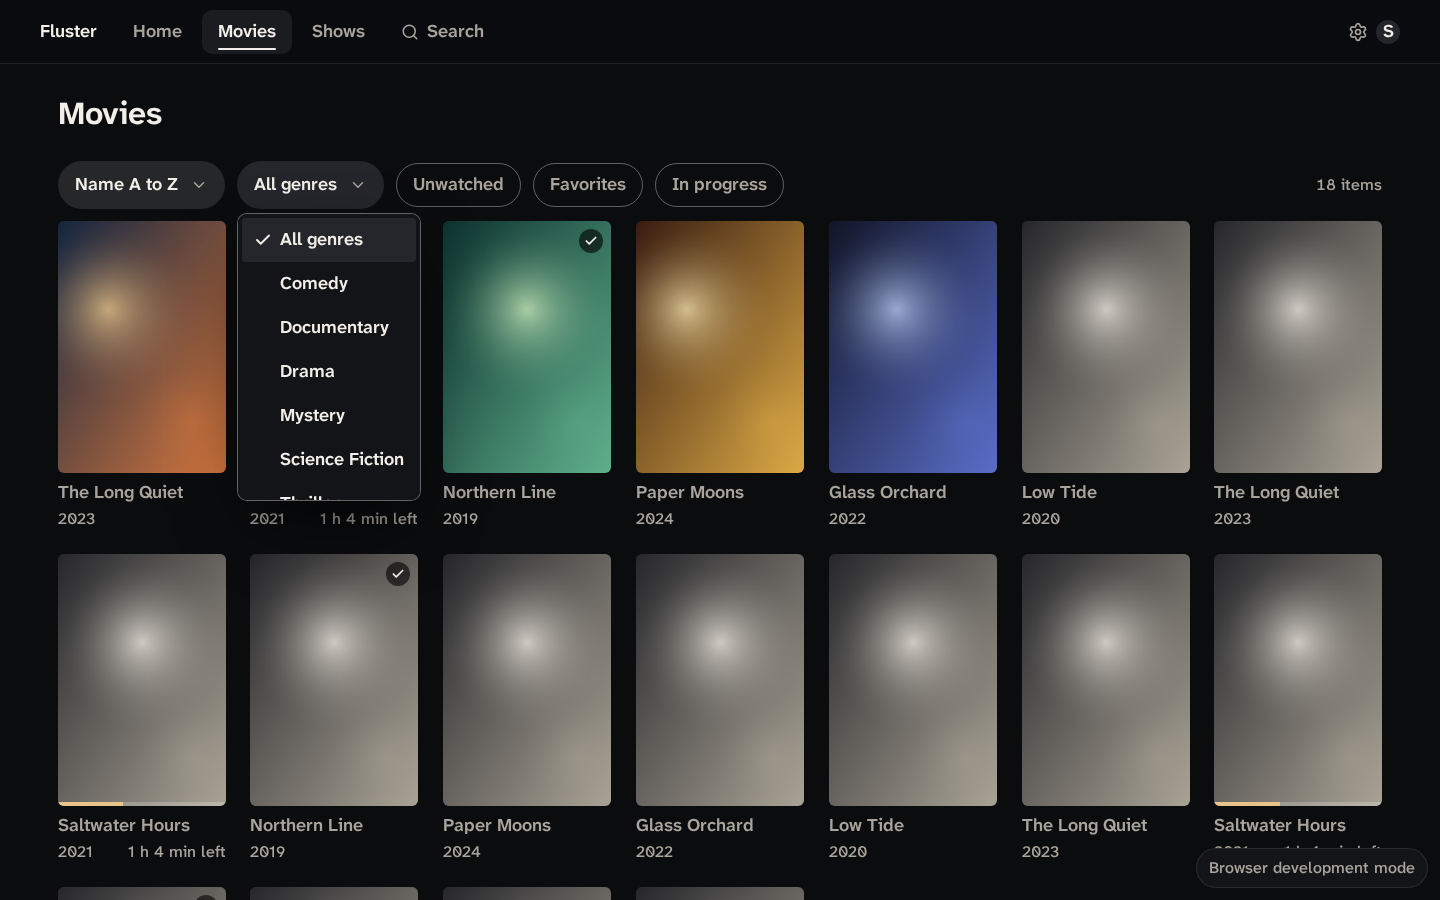 Fluster
Home
Movies
Shows
Search
S
Movies
Name A to Z
All genres
Unwatched
Favorites
In progress
18 items
All genres
Comedy
Documentary
Drama
Mystery
Science Fiction
The Long Quiet
Northern Line
Paper Moons
Glass Orchard
Low Tide
The Long Quiet
2023
2021 1 h 4 min left
2019
2024
2022
2020
2023
Saltwater Hours
Northern Line
Paper Moons
Glass Orchard
Low Tide
The Long Quiet
Saltwater Hours
2021 1 h 4 min left
2019
2024
2022
2020
2023
Browser development mode